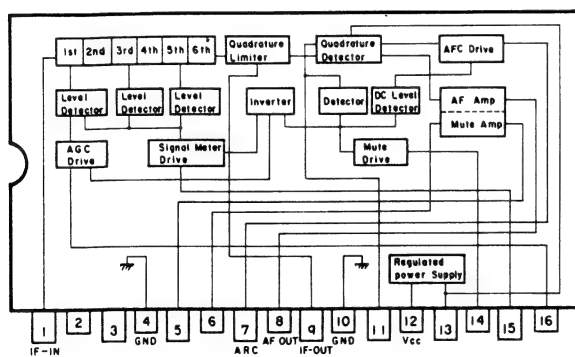 1st 2nd 3rd 4th 5th 6th
Quadrature Limiter
Quadrature Detector
AFC Drive
Level Detector
Level Detector
Level Detector
Inverter
Detector
DC Level Detector
AF Amp
Mute Amp
AGC Drive
Signal Meter Drive
Mute Drive
Regulated power Supply
1 2 3 4 5 6 7 8 9 10 11 12 13 14 15 16
IF-IN GND ARC AF OUT IF-OUT GND Vcc